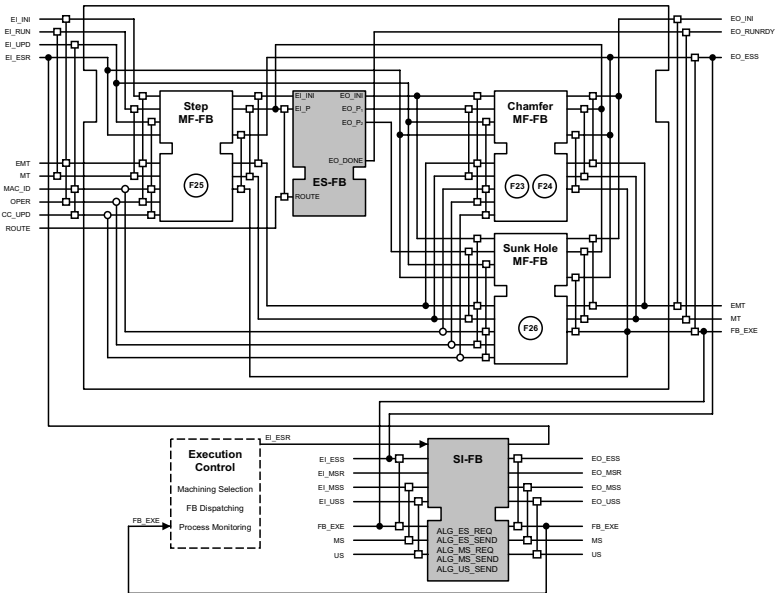 EI_INI
EI_RUN
EI_UPD
EI_ESR
EMT
MT
MAC_ID
OPER
CC_UPD
ROUTE
Step
MF-FB
F25
EI_INI
EI_P
ROUTE
EO_INI
EO_P₁
EO_P₂
EO_DONE
ES-FB
Chamfer
MF-FB
F23
F24
Sunk Hole
MF-FB
F26
EO_INI
EO_RUNRDY
EO_ESS
EMT
MT
FB_EXE
Execution
Control
Machining Selection
FB Dispatching
Process Monitoring
FB_EXE
EI_ESR
EI_ESS
EI_MSR
EI_MSS
EI_USS
FB_EXE
MS
US
SI-FB
ALG_ES_REQ
ALG_ES_SEND
ALG_MS_REQ
ALG_MS_SEND
ALG_US_SEND
EO_ESS
EO_MSR
EO_MSS
EO_USS
FB_EXE
MS
US